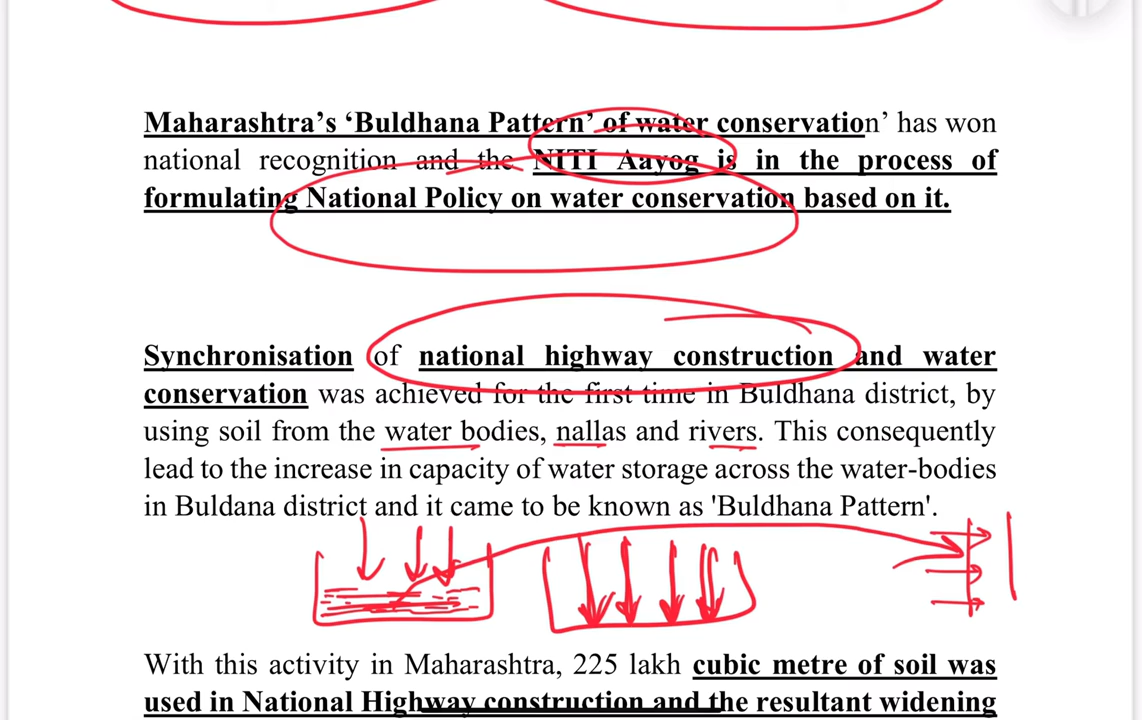 Maharashtra’s ‘Buldhana Pattern’ of water conservation’ has won
national recognition and the NITI Aayog is in the process of
formulating National Policy on water conservation based on it.
Synchronisation of national highway construction and water
conservation was achieved for the first time in Buldhana district, by
using soil from the water bodies, nallas and rivers. This consequently
lead to the increase in capacity of water storage across the water-bodies
in Buldana district and it came to be known as 'Buldhana Pattern'.
With this activity in Maharashtra, 225 lakh cubic metre of soil was
used in National Highway construction and the resultant widening